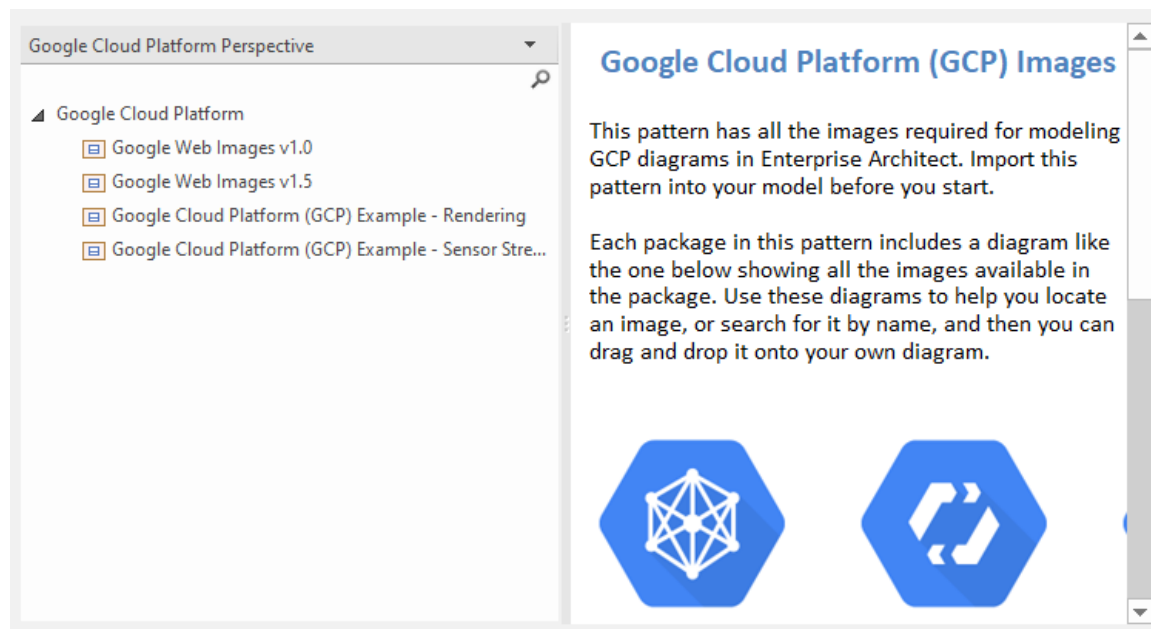 Google Cloud Platform Perspective
Google Cloud Platform
Google Web Images v1.0
Google Web Images v1.5
Google Cloud Platform (GCP) Example - Rendering
Google Cloud Platform (GCP) Example - Sensor Stre...
Google Cloud Platform (GCP) Images
This pattern has all the images required for modeling
GCP diagrams in Enterprise Architect. Import this
pattern into your model before you start.
Each package in this pattern includes a diagram like
the one below showing all the images available in
the package. Use these diagrams to help you locate
an image, or search for it by name, and then you can
drag and drop it onto your own diagram.